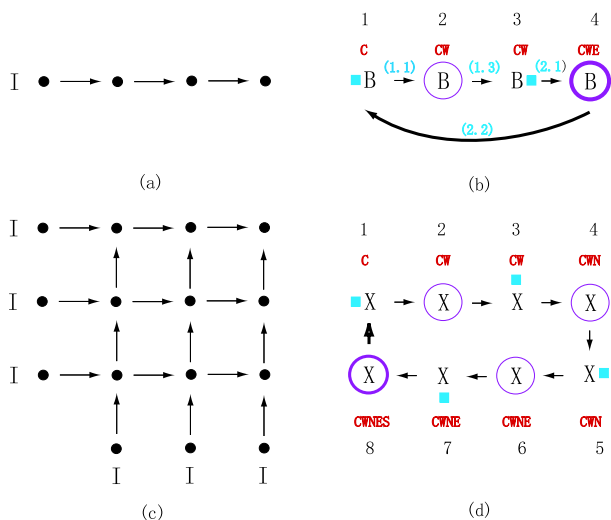 1 2 3 4
C CW CW CWE
(1.1) (1.3) (2.1)
I B B B B
(2.2)
(a) (b)
1 2 3 4
I
C CW CW CWN
I X X X X
I X X X X
CWNES CWNE CWNE CWN
8 7 6 5
I I I
(c) (d)